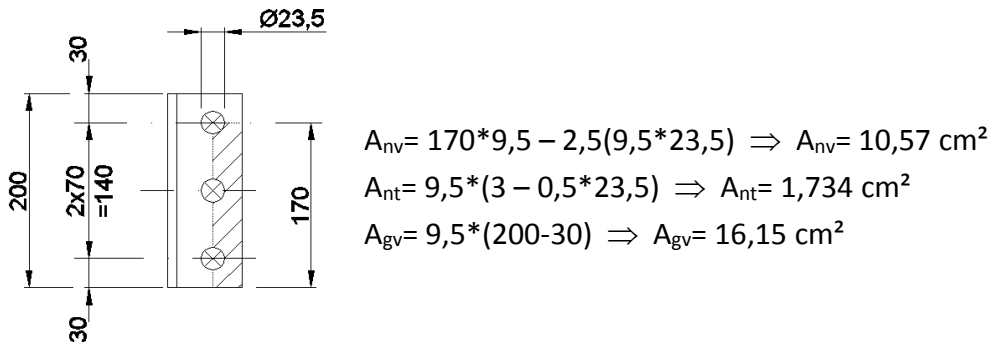 Ø23,5
30
200
2x70
=140
170
30
Aₙᵥ= 170*9,5 – 2,5(9,5*23,5) ⇒ Aₙᵥ= 10,57 cm²
Aₙₜ= 9,5*(3 – 0,5*23,5) ⇒ Aₙₜ= 1,734 cm²
A_gv= 9,5*(200-30) ⇒ A_gv= 16,15 cm²